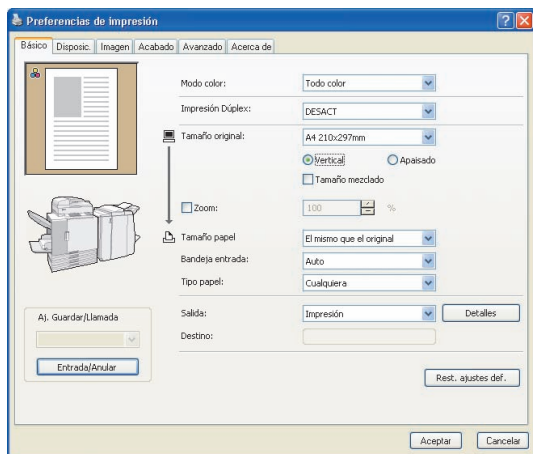 Preferencias de impresión
Básico Disposic. Imagen Acabado Avanzado Acerca de
Modo color: Todo color
Impresión Dúplex: DESACT
Tamaño original: A4 210x297mm
Vertical Apaisado
Tamaño mezclado
Zoom: 100 %
Tamaño papel El mismo que el original
Bandeja entrada: Auto
Tipo papel: Cualquiera
Aj. Guardar/Llamada
Entrada/Anular
Salida: Impresión Detalles
Destino:
Rest. ajustes def.
Aceptar Cancelar